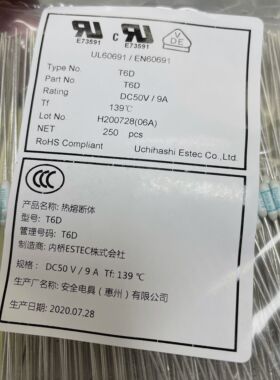 E73591 c E73591 VDE
UL60691 / EN60691
Type No. T6D
Part No. T6D
Rating DC50V / 9A
Tf 139℃
Lot No. H200728(06A)
NET 250 pcs
RoHS Compliant Uchihashi Estec Co.,Ltd.
CCC
产品名称: 热熔断体
型号: T6D
管理号码: T6D
制造商: 内桥ESTEC株式会社
规格: DC50 V / 9 A Tf: 139 ℃
生产厂名称: 安全电具（惠州）有限公司
生产日期: 2020.07.28